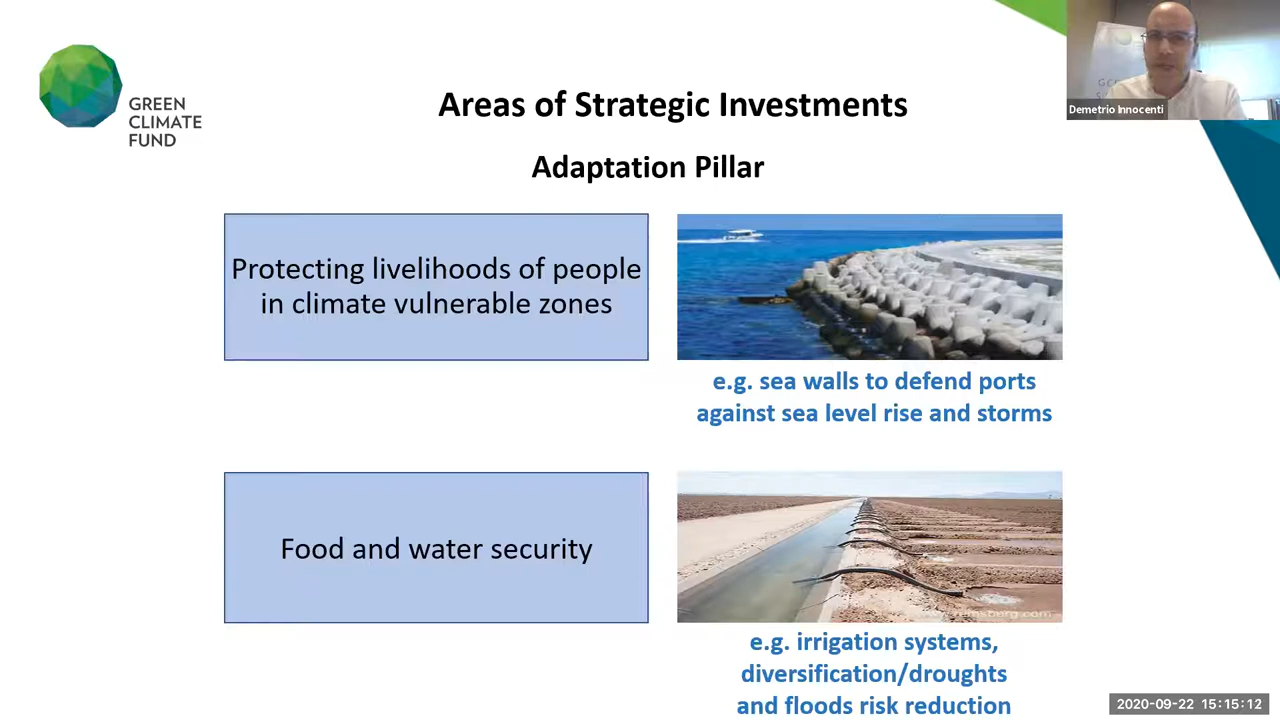 GREEN
CLIMATE
FUND
Areas of Strategic Investments
Adaptation Pillar
Demetrio Innocenti
Protecting livelihoods of people
in climate vulnerable zones
e.g. sea walls to defend ports
against sea level rise and storms
Food and water security
e.g. irrigation systems,
diversification/droughts
and floods risk reduction
2020-09-22 15:15:12